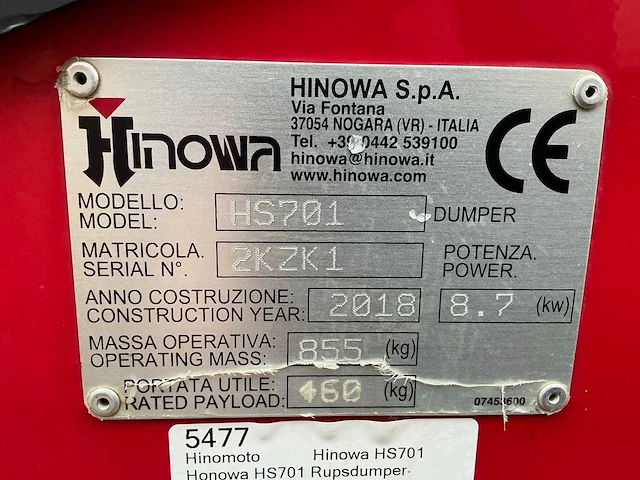 HINOWA
HINOWA S.p.A.
Via Fontana
37054 NOGARA (VR) - ITALIA
Tel. +39 0442 539100
hinowa@hinowa.it
www.hinowa.com
CE
MODELLO:
MODEL:
HS701
DUMPER
MATRICOLA.
SERIAL N°.
2KZK1
POTENZA.
POWER.
ANNO COSTRUZIONE:
CONSTRUCTION YEAR:
2018
8.7 (kw)
MASSA OPERATIVA:
OPERATING MASS:
855 (kg)
PORTATA UTILE:
RATED PAYLOAD:
460 (kg)
07453600
5477
Hinomoto Hinowa HS701
Honowa HS701 Rupsdumper